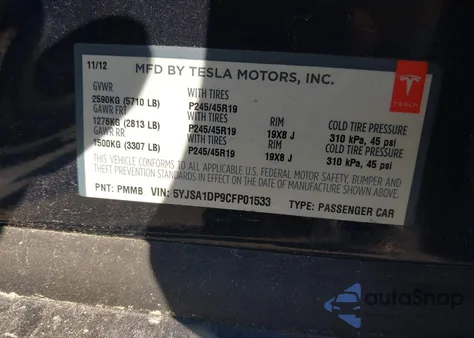 11/12
MFD BY TESLA MOTORS, INC.
TESLA
GVWR
2590KG (5710 LB) WITH TIRES P245/45R19
GAWR FRT WITH TIRES RIM COLD TIRE PRESSURE
1276KG (2813 LB) P245/45R19 19X8 J 310 kPa, 45 psi
GAWR RR WITH TIRES RIM COLD TIRE PRESSURE
1500KG (3307 LB) P245/45R19 19X8 J 310 kPa, 45 psi
THIS VEHICLE CONFORMS TO ALL APPLICABLE U.S. FEDERAL MOTOR SAFETY, BUMPER AND
THEFT PREVENTION STANDARDS IN EFFECT ON THE DATE OF MANUFACTURE SHOWN ABOVE.
PNT: PMMB VIN: 5YJSA1DP9CFP01533 TYPE: PASSENGER CAR
autoSnap